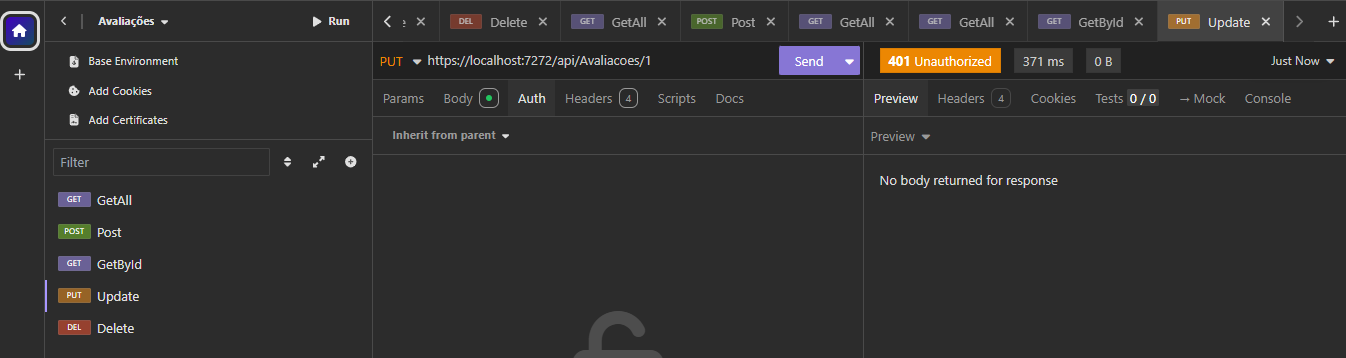 Avaliações
Run
Base Environment
Add Cookies
Add Certificates
Filter
GET GetAll
POST Post
GET GetById
PUT Update
DEL Delete
DEL Delete
GET GetAll
POST Post
GET GetAll
GET GetAll
GET GetById
PUT Update
PUT https://localhost:7272/api/Avaliacoes/1 Send
Params Body Auth Headers 4 Scripts Docs
Inherit from parent
401 Unauthorized 371 ms 0 B Just Now
Preview Headers 4 Cookies Tests 0 / 0 → Mock Console
Preview
No body returned for response